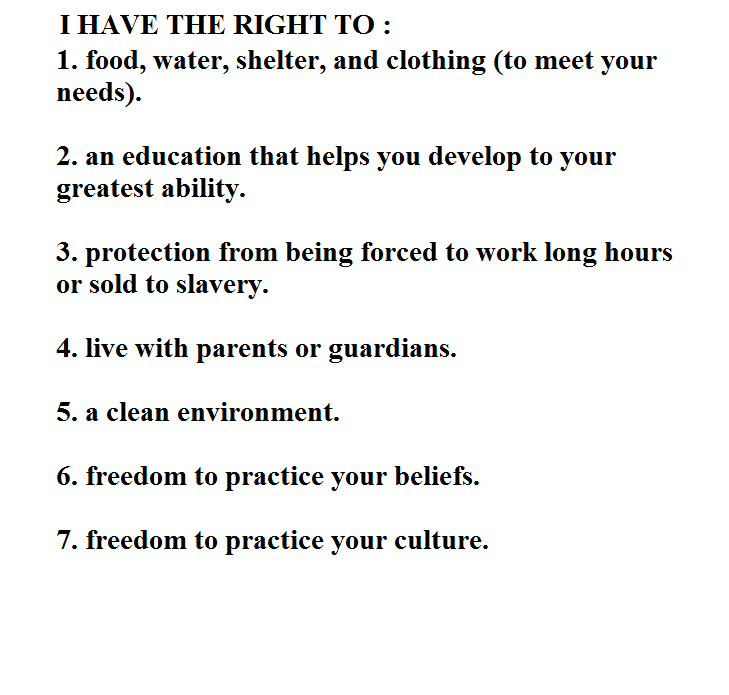 I HAVE THE RIGHT TO :
1. food, water, shelter, and clothing (to meet your
needs).
2. an education that helps you develop to your
greatest ability.
3. protection from being forced to work long hours
or sold to slavery.
4. live with parents or guardians.
5. a clean environment.
6. freedom to practice your beliefs.
7. freedom to practice your culture.